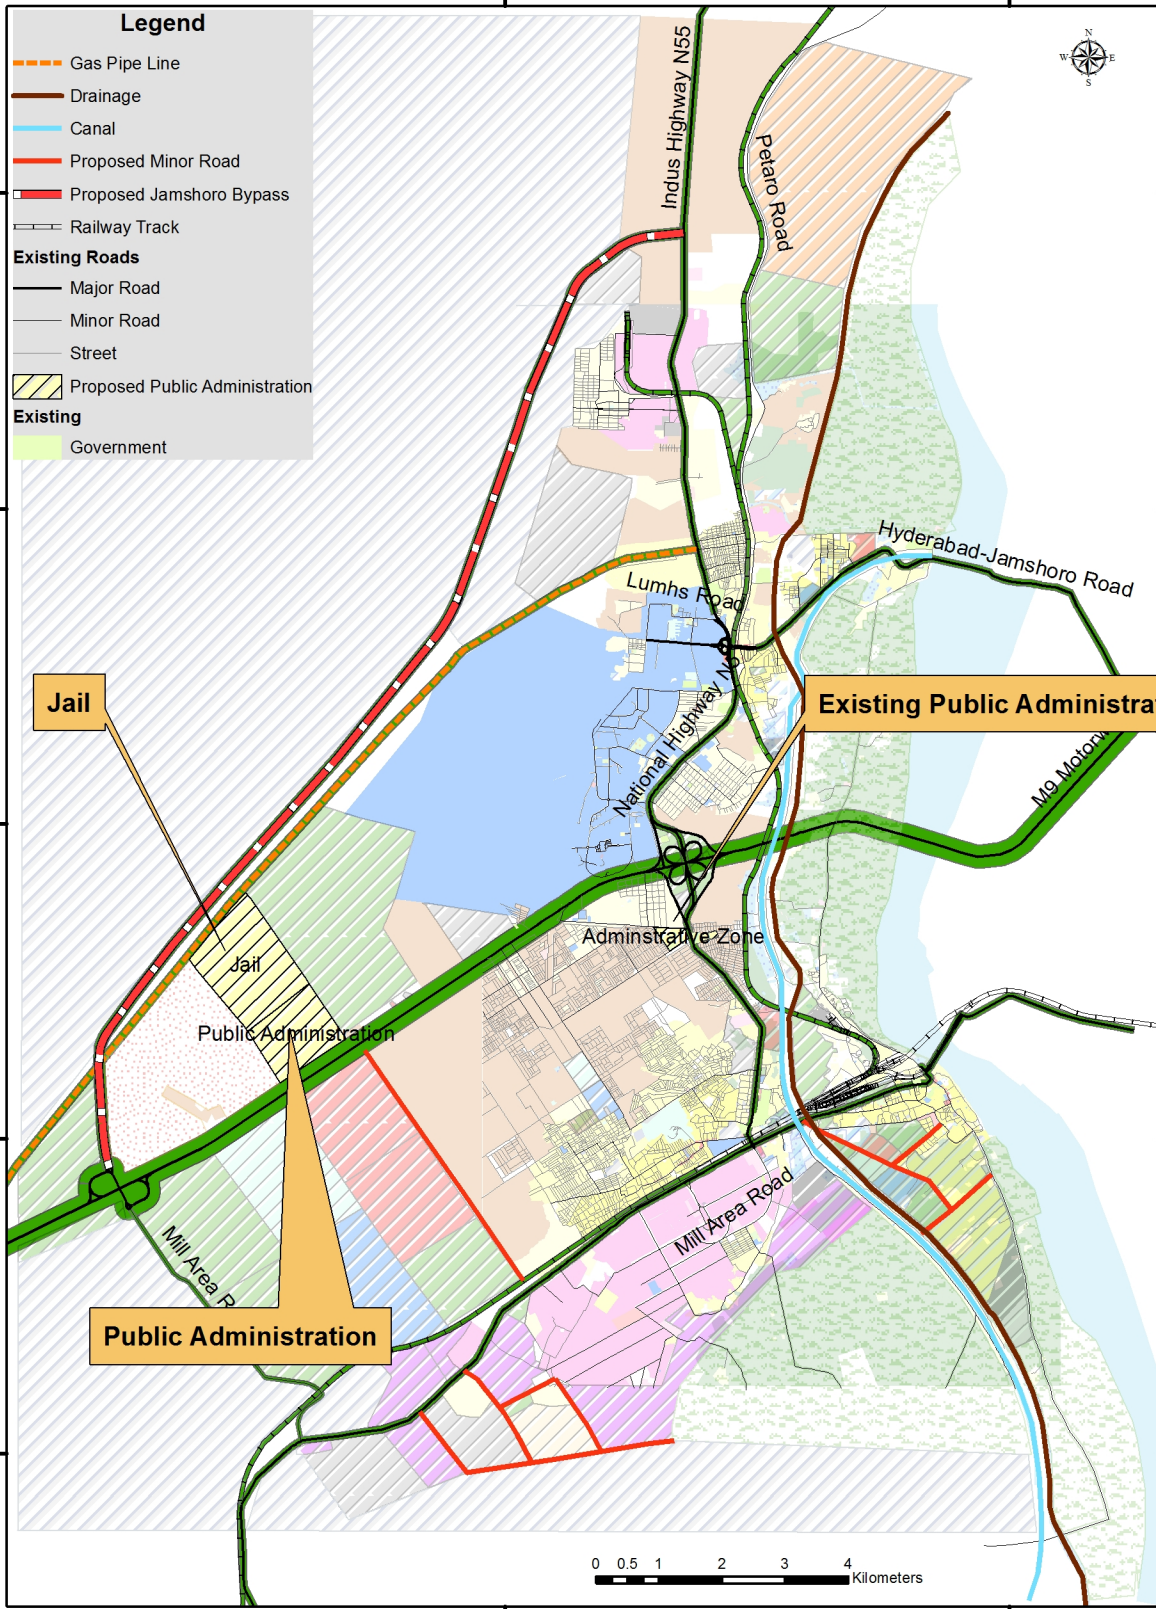 Legend
Gas Pipe Line
Drainage
Canal
Proposed Minor Road
Proposed Jamshoro Bypass
Railway Track
Existing Roads
Major Road
Minor Road
Street
Proposed Public Administration
Existing
Government
N
W
E
S
Indus Highway N55
Petaro Road
Hyderabad-Jamshoro Road
Lumhs Road
Jail
Existing Public Administrat
National Highway N5
M9 Motorw
Adminstrative Zone
Jail
Public Administration
Mill Area Road
Mill Area R
Public Administration
0 0.5 1 2 3 4
Kilometers